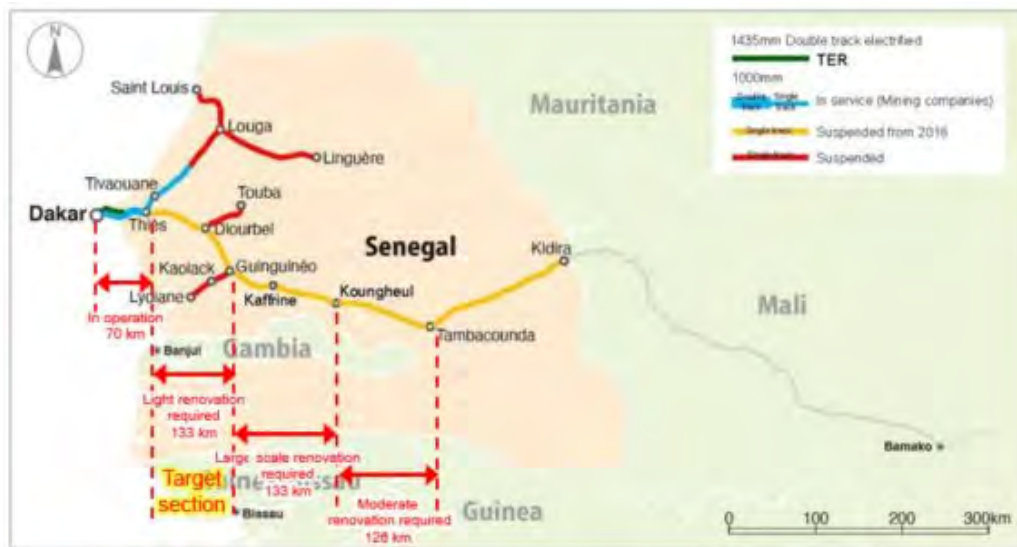 N
1435mm Double track electrified
TER
1000mm
In service (Mining companies)
Suspended from 2016
Suspended
Saint Louis
Louga
Linguère
Mauritania
Tivaouane
Touba
Dakar
Thiès
Diourbel
Senegal
Kidira
Kaolack
Guinguinéo
Lydiane
Kaffrine
Koungheul
Mali
In operation
70 km
Tambacounda
Banjul
Gambia
Light renovation
required
133 km
Large scale renovation
required
133 km
Bamako
Target
section
Bissau
Moderate
renovation required
126 km
Guinea
0 100 200 300km